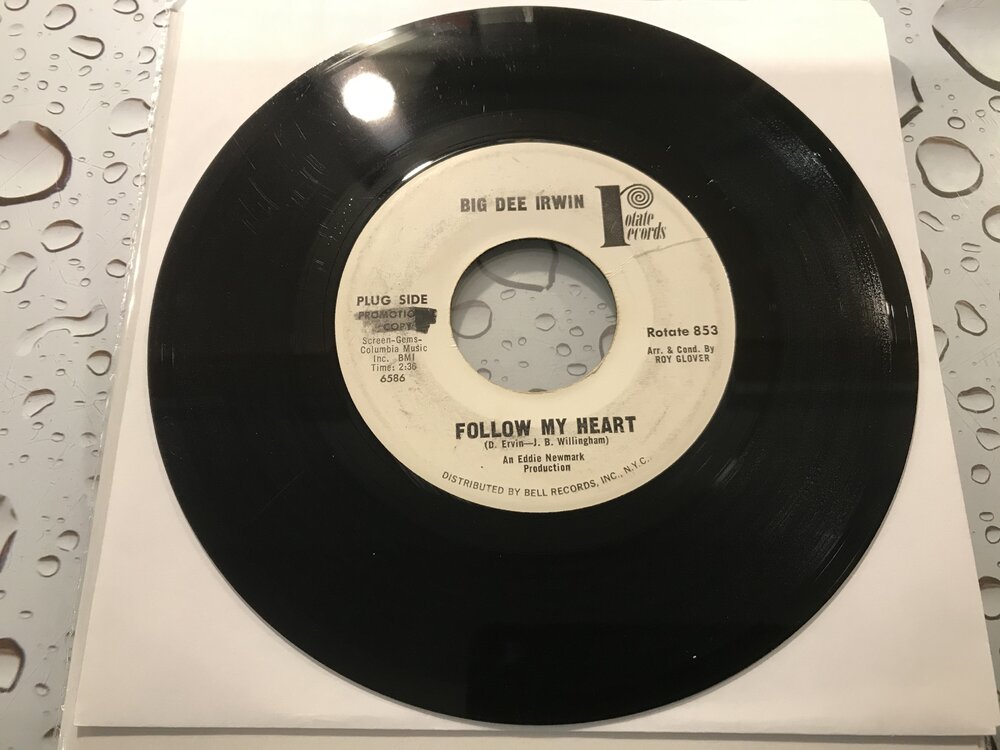 BIG DEE IRWIN
rotate
records
PLUG SIDE
PROMOTIO
COPY
Screen-Gems-
Columbia Music
Inc. BMI
Time: 2:36
6586
Rotate 853
Arr. & Cond. By
ROY GLOVER
FOLLOW MY HEART
(D. Ervin—J. B. Willingham)
An Eddie Newmark
Production
DISTRIBUTED BY BELL RECORDS, INC., N.Y.C.